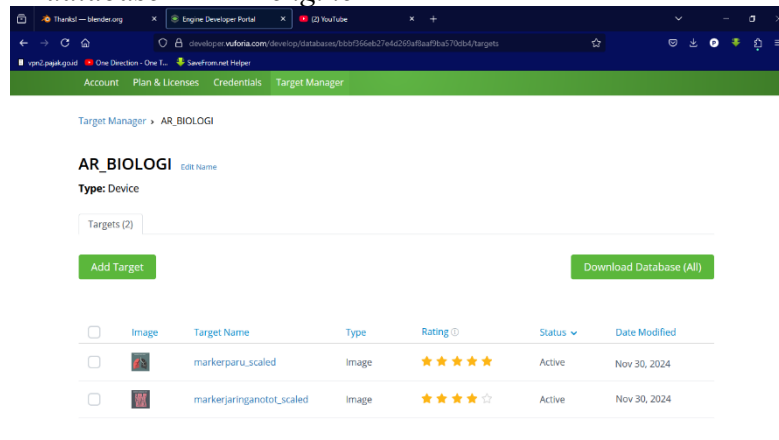 Thanks! — blender.org
Engine Developer Portal
(2) YouTube
developer.vuforia.com/develop/databases/bbbf366eb27e4d269af8aaf9ba570db4/targets
vpn2.pajak.go.id
One Direction - One T...
SaveFrom.net Helper
Account Plan & Licenses Credentials Target Manager
Target Manager > AR_BIOLOGI
AR_BIOLOGI Edit Name
Type: Device
Targets (2)
Add Target Download Database (All)
Image Target Name Type Rating Status Date Modified
markerparu_scaled Image Active Nov 30, 2024
markerjaringanotot_scaled Image Active Nov 30, 2024